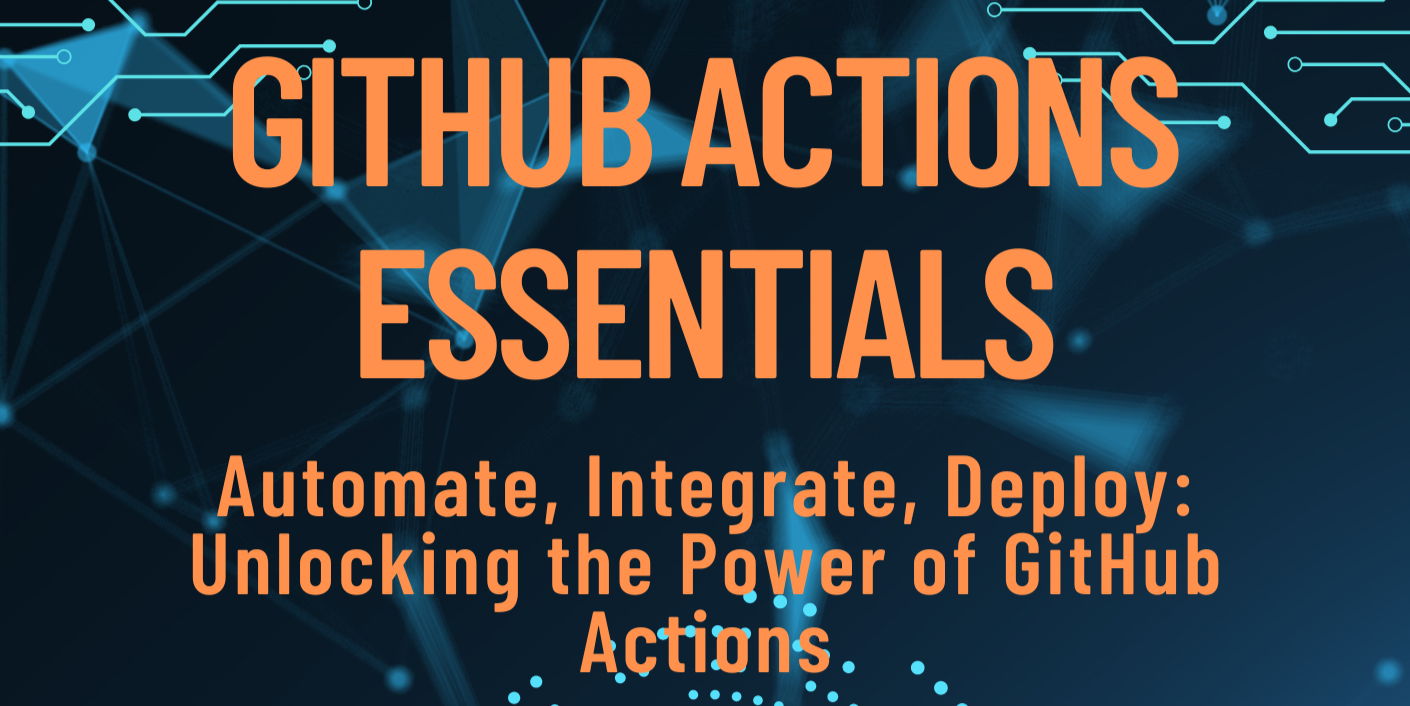 GITHUB ACTIONS
ESSENTIALS
Automate, Integrate, Deploy:
Unlocking the Power of GitHub
Actions